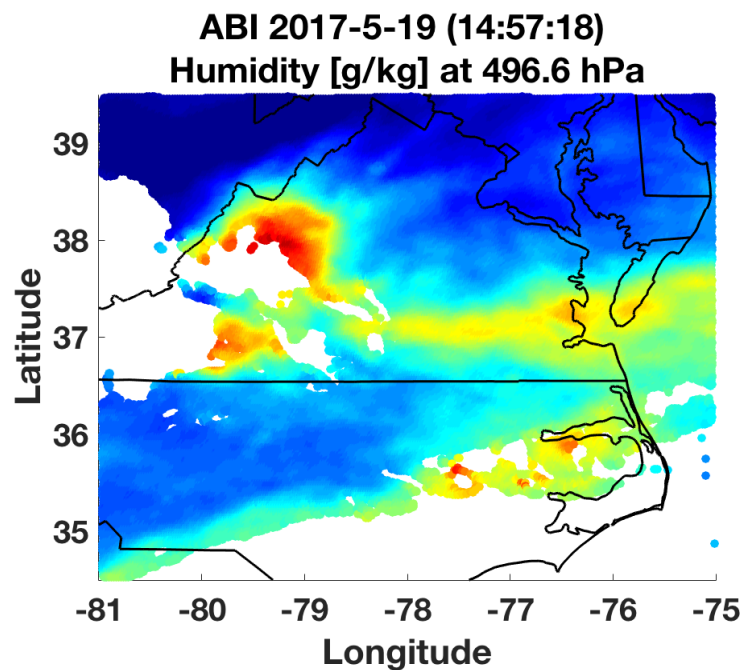 ABI 2017-5-19 (14:57:18)
Humidity [g/kg] at 496.6 hPa
39
38
37
36
35
Latitude
-81 -80 -79 -78 -77 -76 -75
Longitude